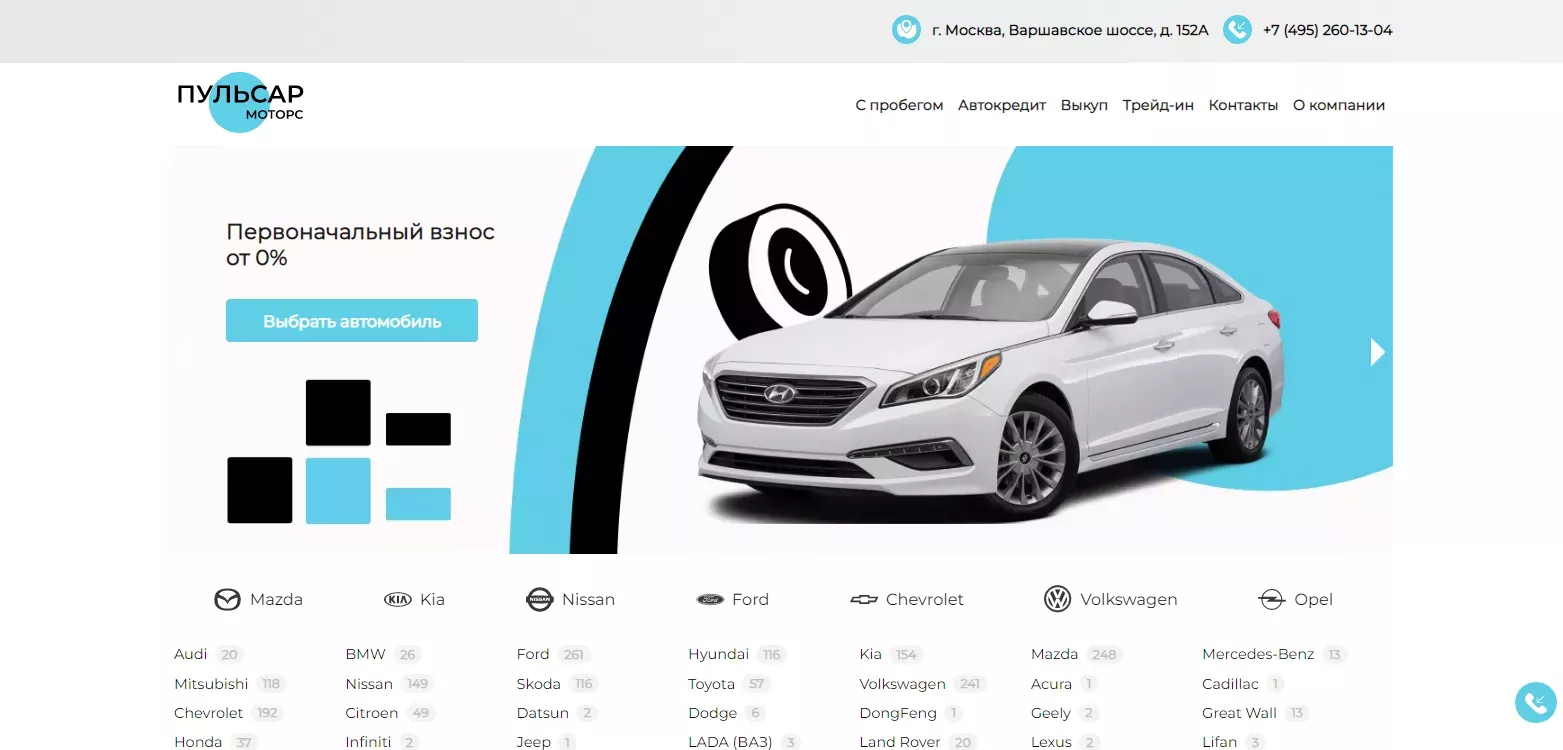 г. Москва, Варшавское шоссе, д. 152А +7 (495) 260-13-04
ПУЛЬСАР
МОТОРС
С пробегом Автокредит Выкуп Трейд-ин Контакты О компании
Первоначальный взнос
от 0%
Выбрать автомобиль
Mazda KIA Kia NISSAN Nissan Ford Ford Chevrolet Volkswagen Opel
Audi 20 BMW 26 Ford 261 Hyundai 116 Kia 154 Mazda 248 Mercedes-Benz 13
Mitsubishi 118 Nissan 149 Skoda 116 Toyota 57 Volkswagen 241 Acura 1 Cadillac 1
Chevrolet 192 Citroen 49 Datsun 2 Dodge 6 DongFeng 1 Geely 2 Great Wall 13
Honda 37 Infiniti 2 Jeep 1 LADA (ВАЗ) 3 Land Rover 20 Lexus 2 Lifan 3